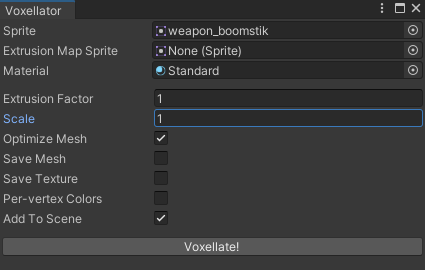 Voxellator
Sprite weapon_boomstik
Extrusion Map Sprite None (Sprite)
Material Standard
Extrusion Factor 1
Scale 1
Optimize Mesh
Save Mesh
Save Texture
Per-vertex Colors
Add To Scene
Voxellate!